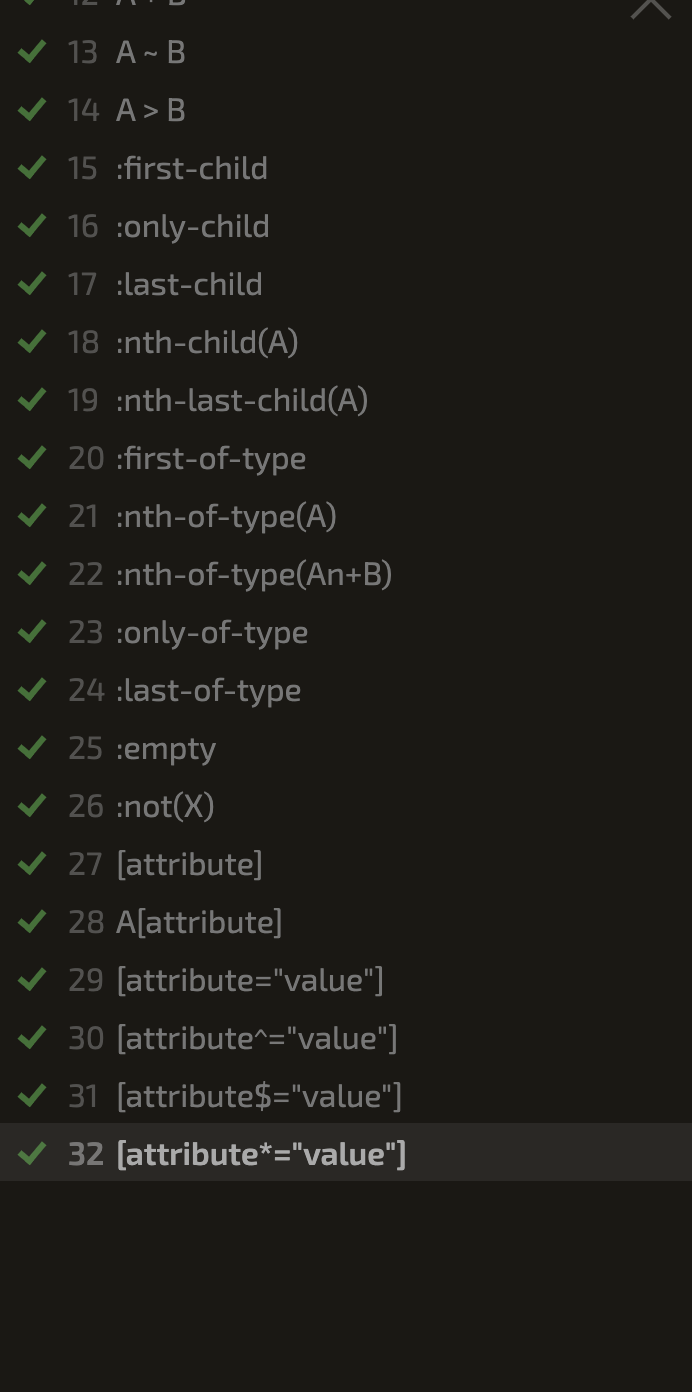 12 A + B
13 A ~ B
14 A > B
15 :first-child
16 :only-child
17 :last-child
18 :nth-child(A)
19 :nth-last-child(A)
20 :first-of-type
21 :nth-of-type(A)
22 :nth-of-type(An+B)
23 :only-of-type
24 :last-of-type
25 :empty
26 :not(X)
27 [attribute]
28 A[attribute]
29 [attribute="value"]
30 [attribute^="value"]
31 [attribute$="value"]
32 [attribute*="value"]